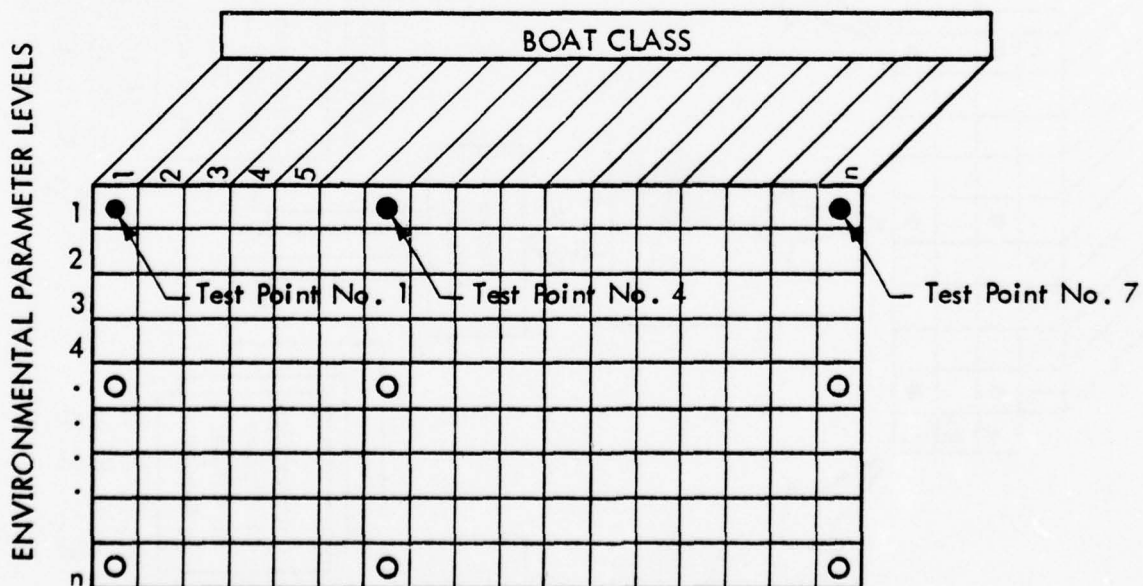 BOAT CLASS
ENVIRONMENTAL PARAMETER LEVELS
1 2 3 4 5 n
1
2
Test Point No. 1 Test Point No. 4 Test Point No. 7
3
4
.
.
.
.
n